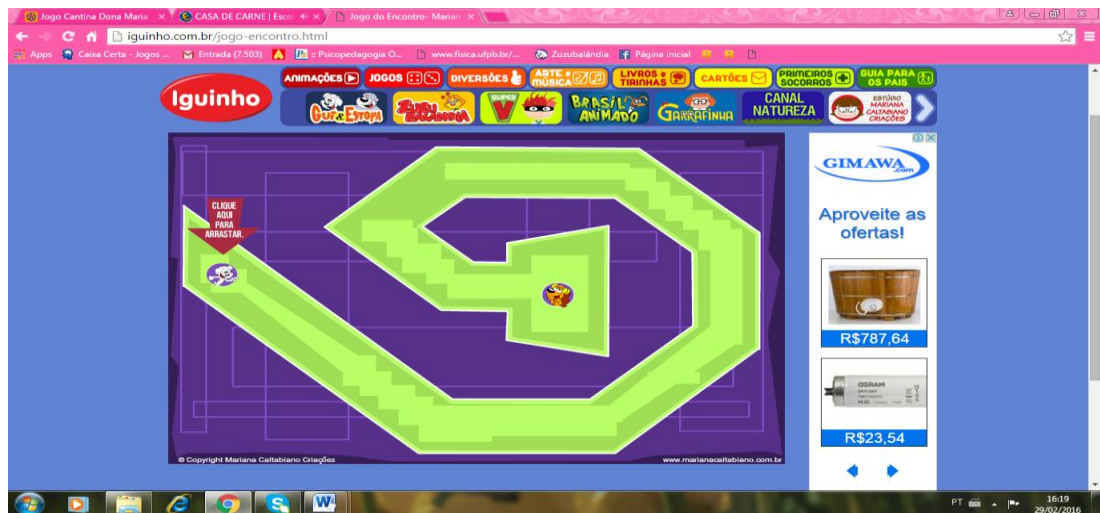 Jogo Cantina Dona Maria
CASA DE CARNE | Escol
Jogo do Encontro- Marian
iguinho.com.br/jogo-encontro.html
Apps
Caixa Certa - Jogos ...
Entrada (7.503)
:: Psicopedagogia O...
www.fisica.ufpb.br/...
Zuzubalândia
Página inicial
Iguinho
ANIMAÇÕES
JOGOS
DIVERSÕES
ARTE E MÚSICA
LIVROS E TIRINHAS
CARTÕES
PRIMEIROS SOCORROS
GUIA PARA OS PAIS
GUI & ESTOPA
SUPER V
BRASIL ANIMADO
GARRAFINHA
CANAL NATUREZA
ESTÚDIO
MARIANA
CALTABIANO
CRIAÇÕES
CLIQUE
AQUI
PARA
ARRASTAR.
© Copyright Mariana Caltabiano Criações
www.marianacaltabiano.com.br
GIMAWA
.com
Aproveite as
ofertas!
R$787,64
OSRAM
R$23,54
PT
16:19
29/02/2016